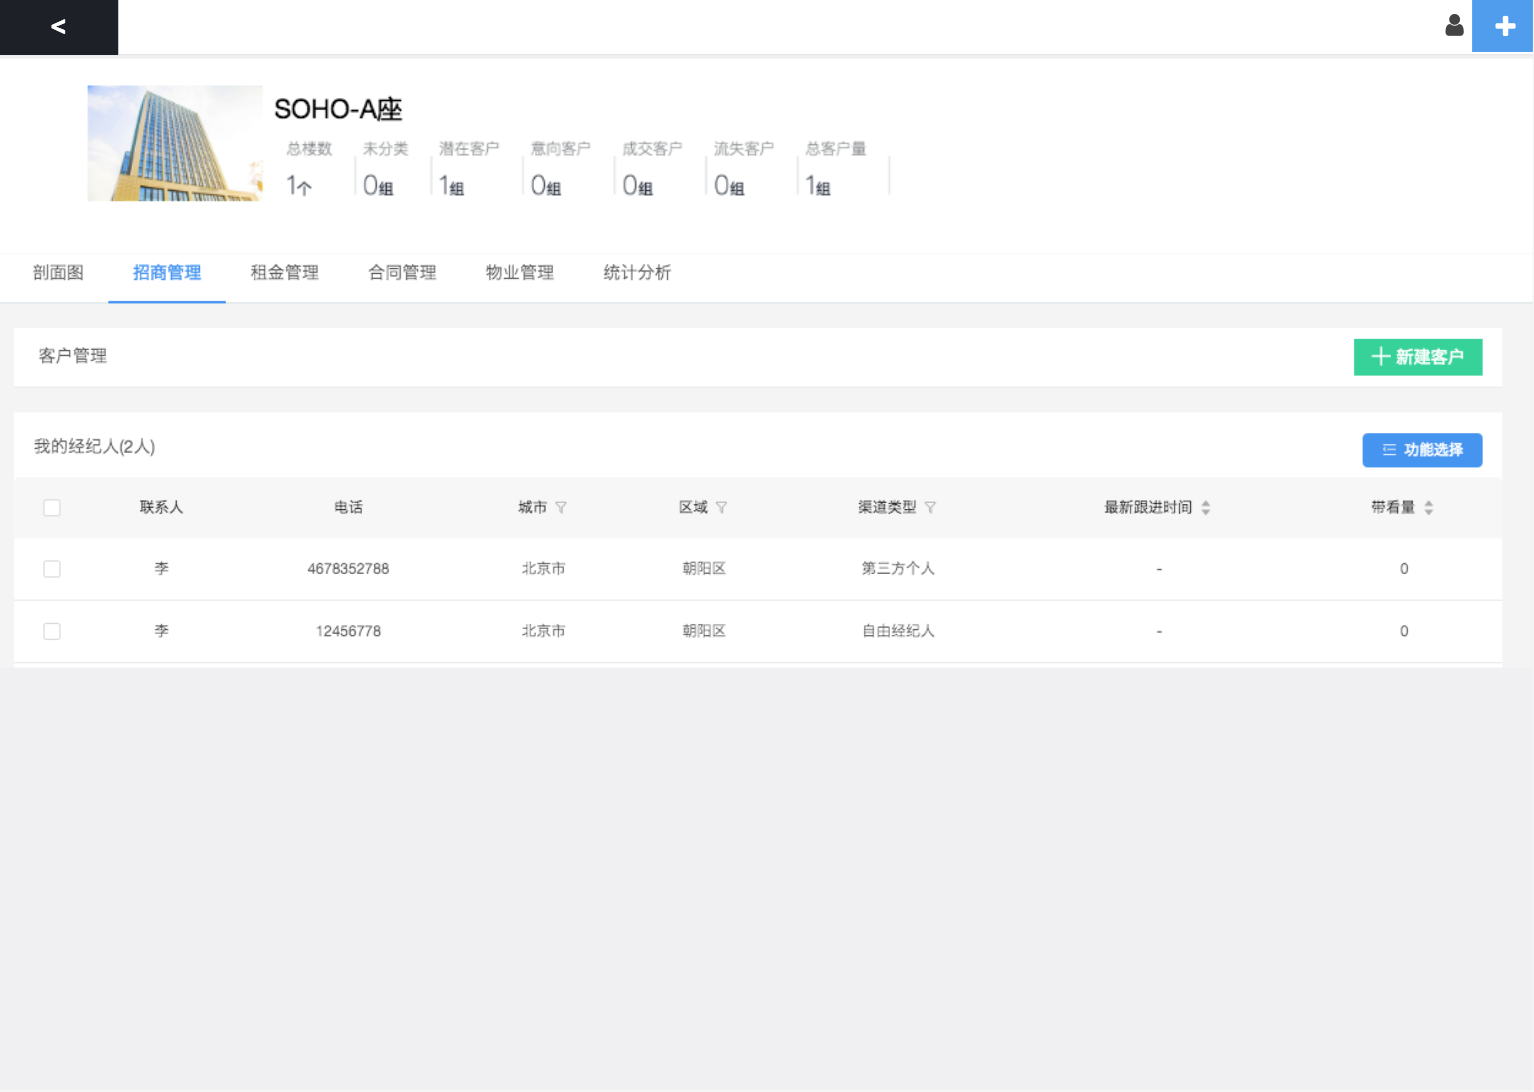 <
SOHO-A座
总楼数 未分类 潜在客户 意向客户 成交客户 流失客户 总客户量
1个 0组 1组 0组 0组 0组 1组
剖面图 招商管理 租金管理 合同管理 物业管理 统计分析
客户管理 新建客户
我的经纪人(2人) 功能选择
联系人 电话 城市 区域 渠道类型 最新跟进时间 带看量
李 4678352788 北京市 朝阳区 第三方个人 - 0
李 12456778 北京市 朝阳区 自由经纪人 - 0